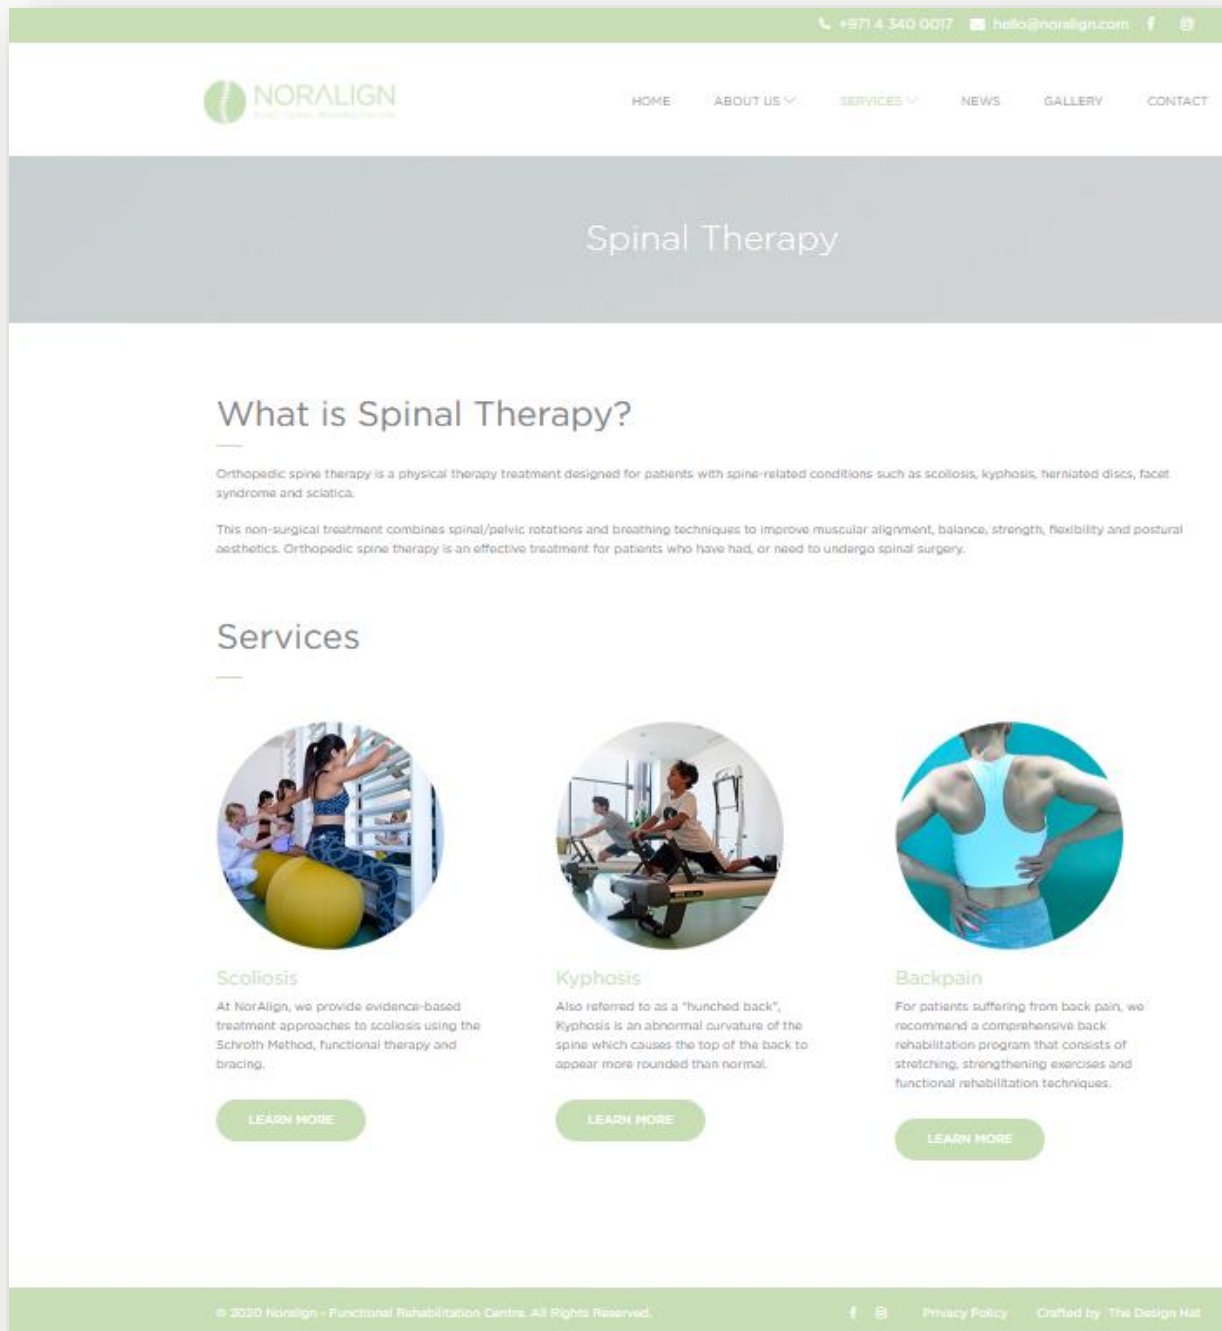 +971 4 340 0017 hello@noralign.com
NORALIGN
FUNCTIONAL REHABILITATION
HOME ABOUT US SERVICES NEWS GALLERY CONTACT
Spinal Therapy
What is Spinal Therapy?
Orthopedic spine therapy is a physical therapy treatment designed for patients with spine-related conditions such as scoliosis, kyphosis, herniated discs, facet
syndrome and sciatica.
This non-surgical treatment combines spinal/pelvic rotations and breathing techniques to improve muscular alignment, balance, strength, flexibility and postural
aesthetics. Orthopedic spine therapy is an effective treatment for patients who have had, or need to undergo spinal surgery.
Services
Scoliosis
At NorAlign, we provide evidence-based
treatment approaches to scoliosis using the
Schroth Method, functional therapy and
bracing.
LEARN MORE
Kyphosis
Also referred to as a "hunched back",
Kyphosis is an abnormal curvature of the
spine which causes the top of the back to
appear more rounded than normal.
LEARN MORE
Backpain
For patients suffering from back pain, we
recommend a comprehensive back
rehabilitation program that consists of
stretching, strengthening exercises and
functional rehabilitation techniques.
LEARN MORE
© 2020 Noralign - Functional Rehabilitation Centre. All Rights Reserved. Privacy Policy Crafted by The Design Hat